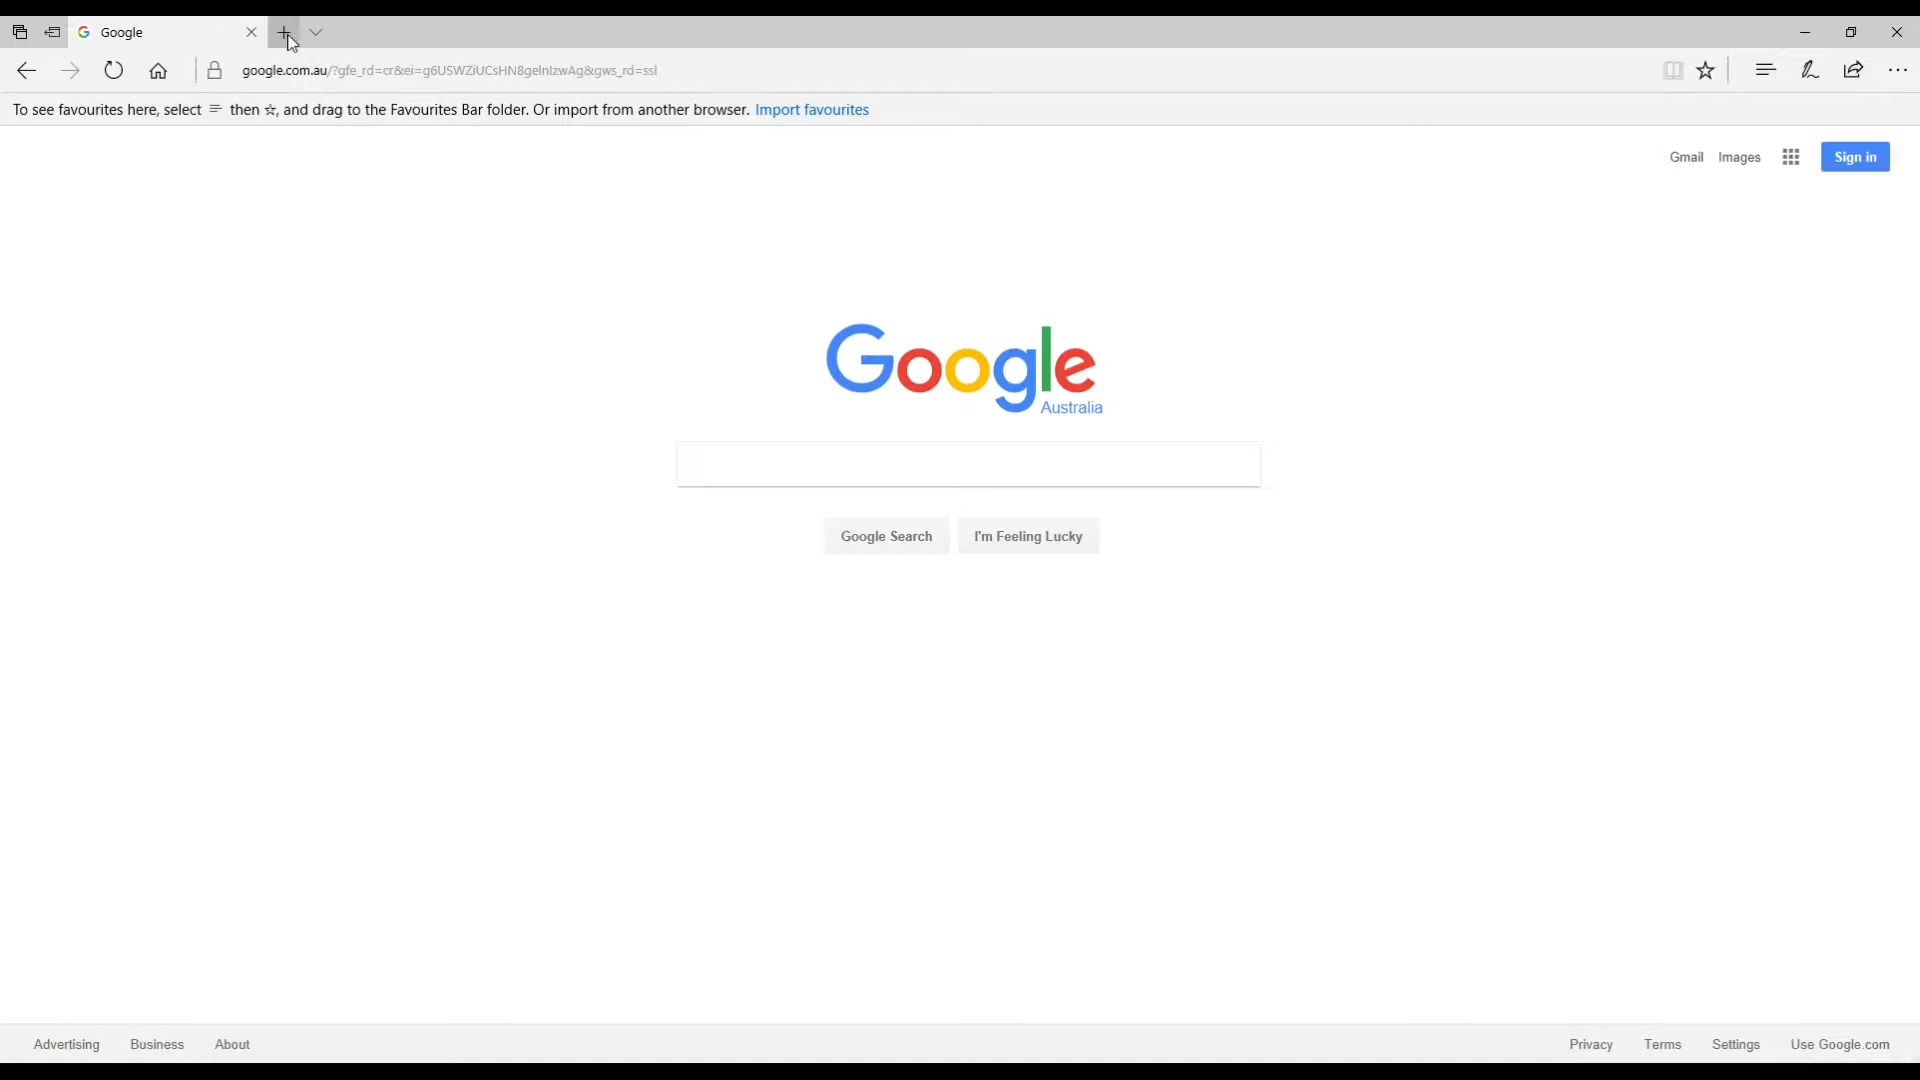 Google
google.com.au/?gfe_rd=cr&ei=g6USWZiUCsHN8geInIzwAg&gws_rd=ssl
To see favourites here, select then , and drag to the Favourites Bar folder. Or import from another browser. Import favourites
Gmail Images Sign in
Google
Australia
Google Search I'm Feeling Lucky
Advertising Business About Privacy Terms Settings Use Google.com